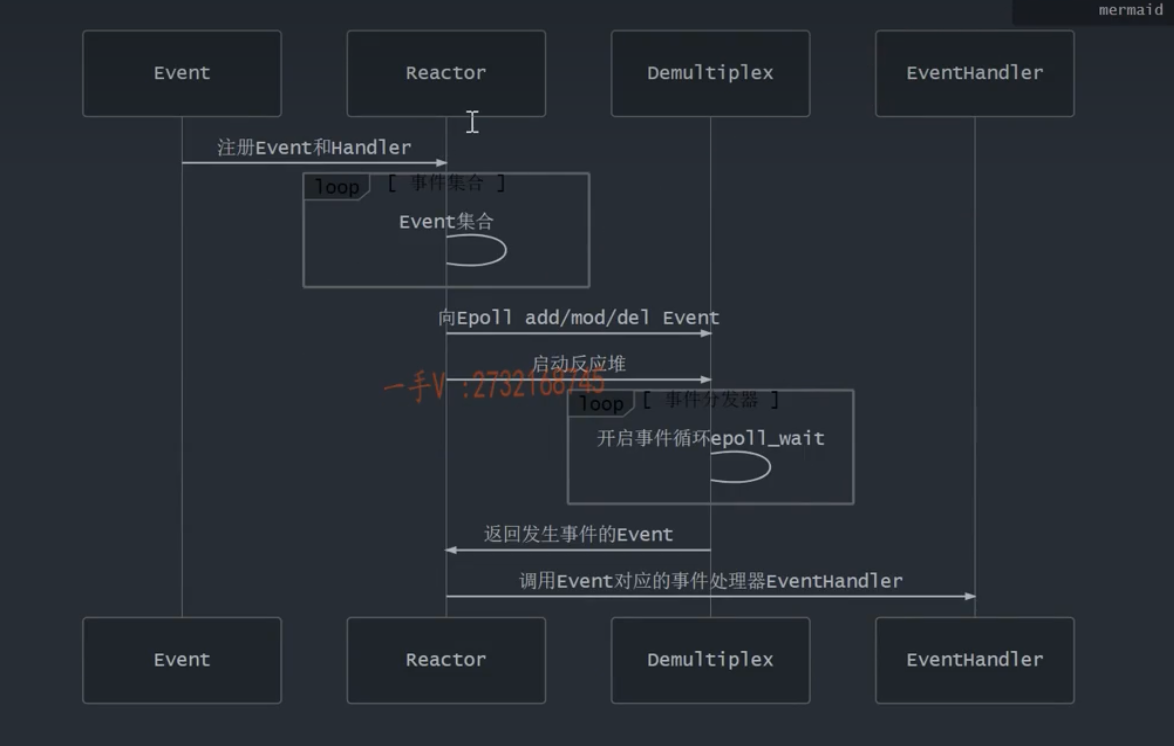 mermaid
Event
Reactor
Demultiplex
EventHandler
注册Event和Handler
loop
[ 事件集合 ]
Event集合
向Epoll add/mod/del Event
启动反应堆
一手V :2732168745
loop
[ 事件分发器 ]
开启事件循环epoll_wait
返回发生事件的Event
调用Event对应的事件处理器EventHandler
Event
Reactor
Demultiplex
EventHandler